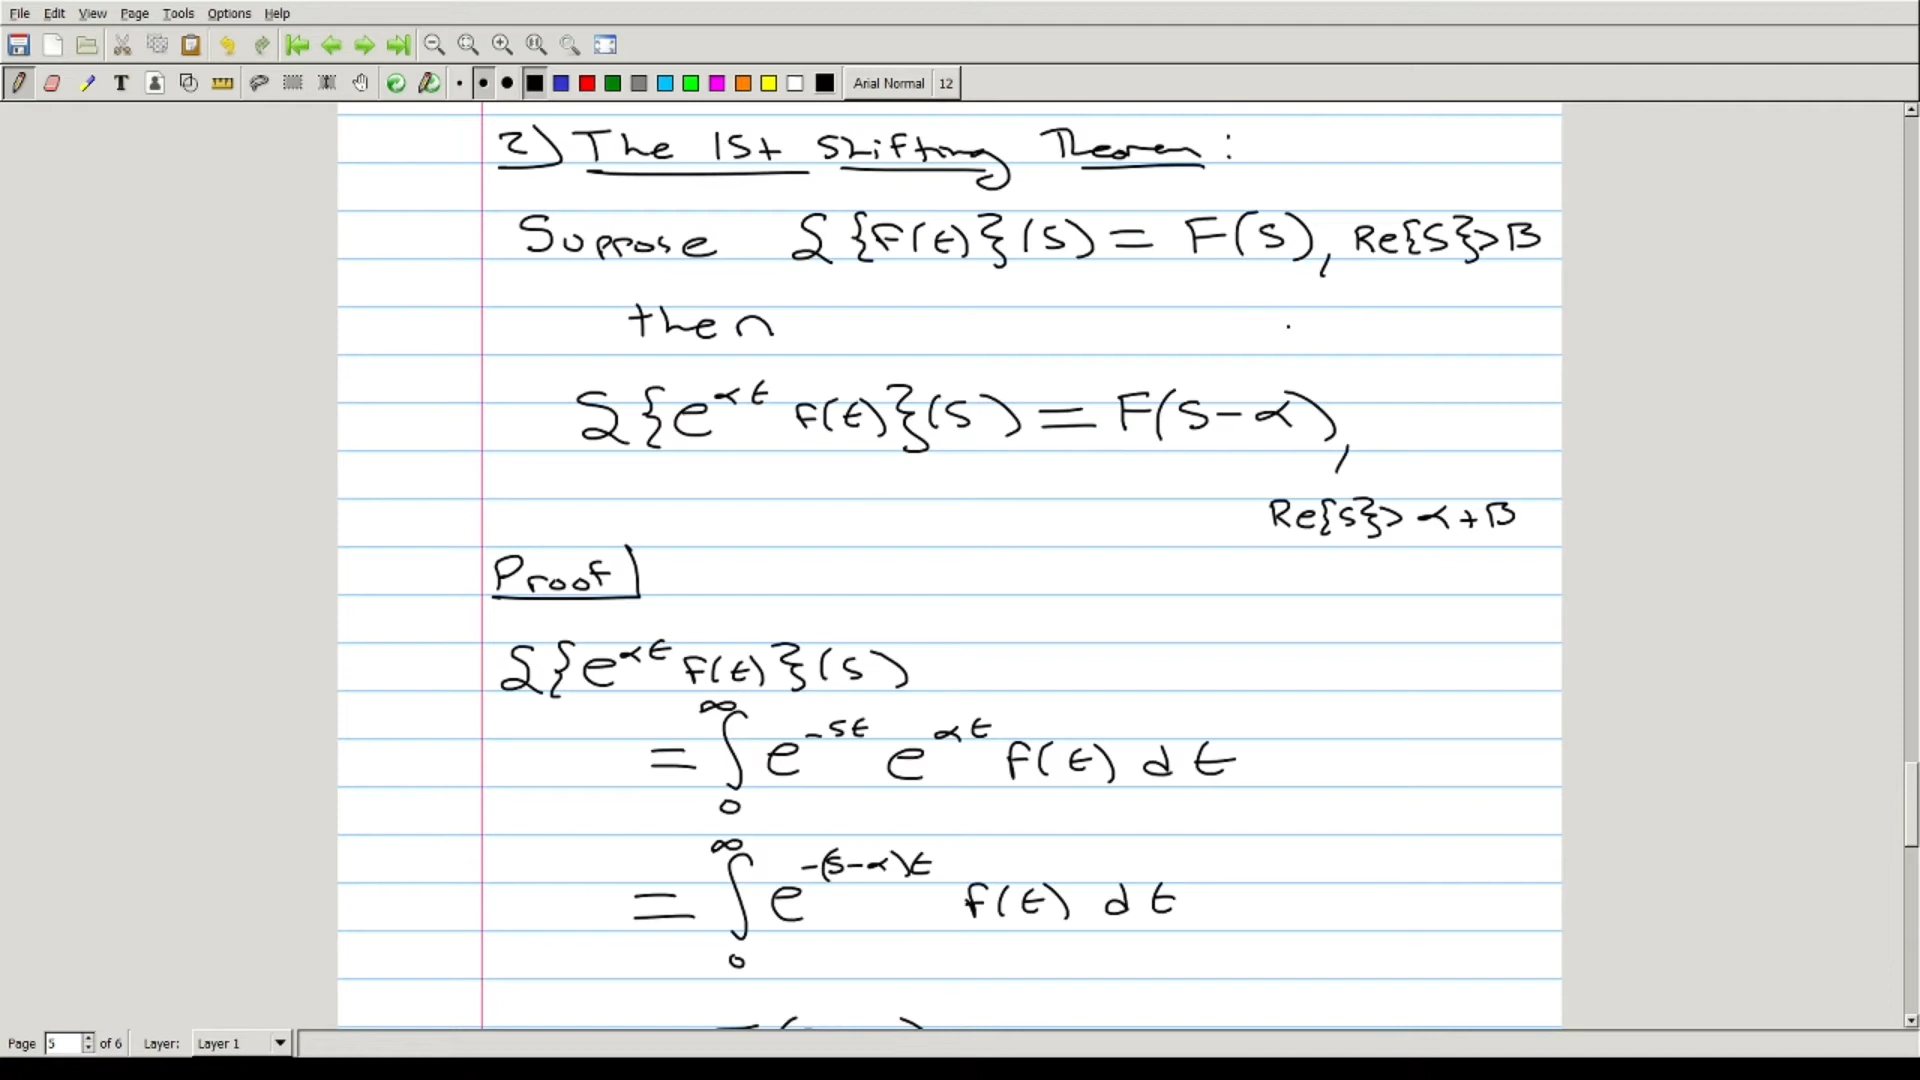 File Edit View Page Tools Options Help
Arial Normal 12
2) The 1st Shifting Theorem:
Suppose ℒ{f(t)}(s) = F(s), Re{s}>β
then
ℒ{e^{αt} f(t)}(s) = F(s-α),
Re{s}> α+β
Proof
ℒ{e^{αt} f(t)}(s)
= ∫_0^∞ e^{-st} e^{αt} f(t) dt
= ∫_0^∞ e^{-(s-α)t} f(t) dt
Page 5 of 6 Layer: Layer 1